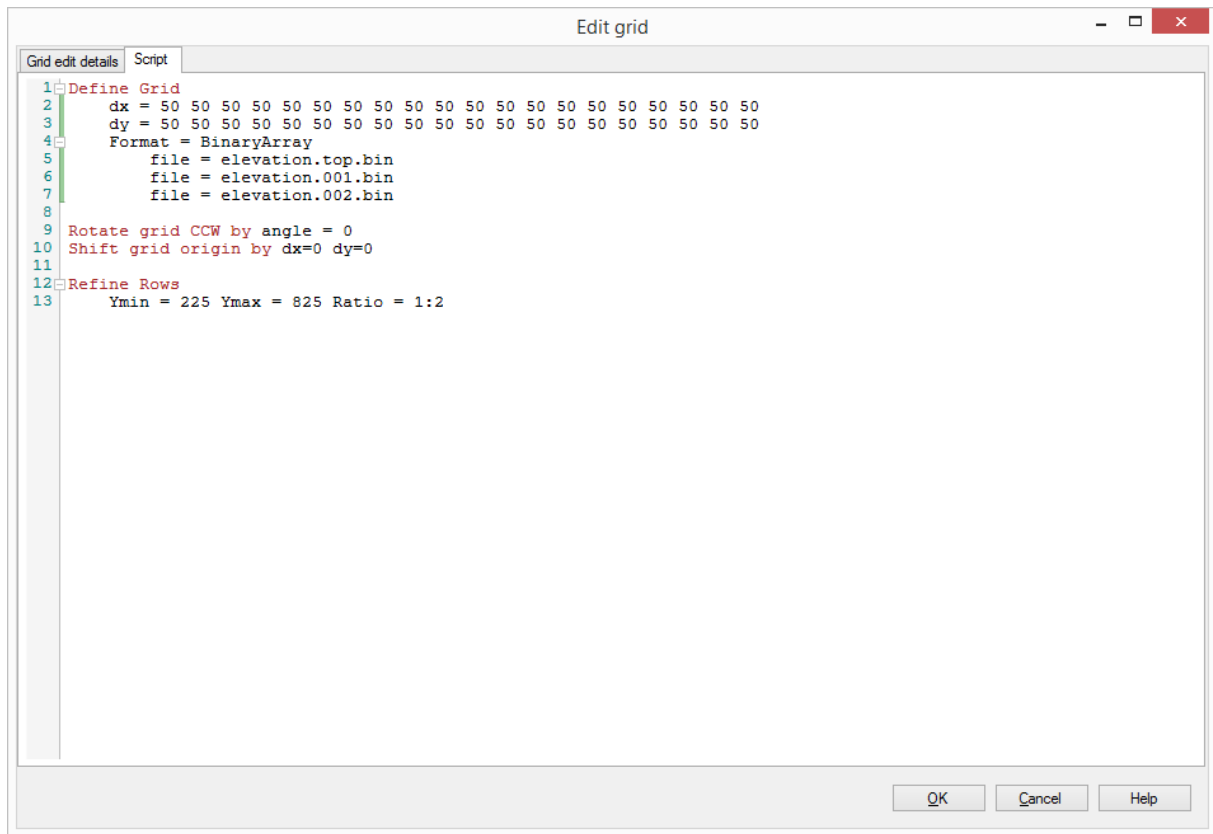 Edit grid
Grid edit details Script
1 Define Grid
2 dx = 50 50 50 50 50 50 50 50 50 50 50 50 50 50 50 50 50 50 50 50
3 dy = 50 50 50 50 50 50 50 50 50 50 50 50 50 50 50 50 50 50 50 50
4 Format = BinaryArray
5 file = elevation.top.bin
6 file = elevation.001.bin
7 file = elevation.002.bin
8
9 Rotate grid CCW by angle = 0
10 Shift grid origin by dx=0 dy=0
11
12 Refine Rows
13 Ymin = 225 Ymax = 825 Ratio = 1:2
OK Cancel Help